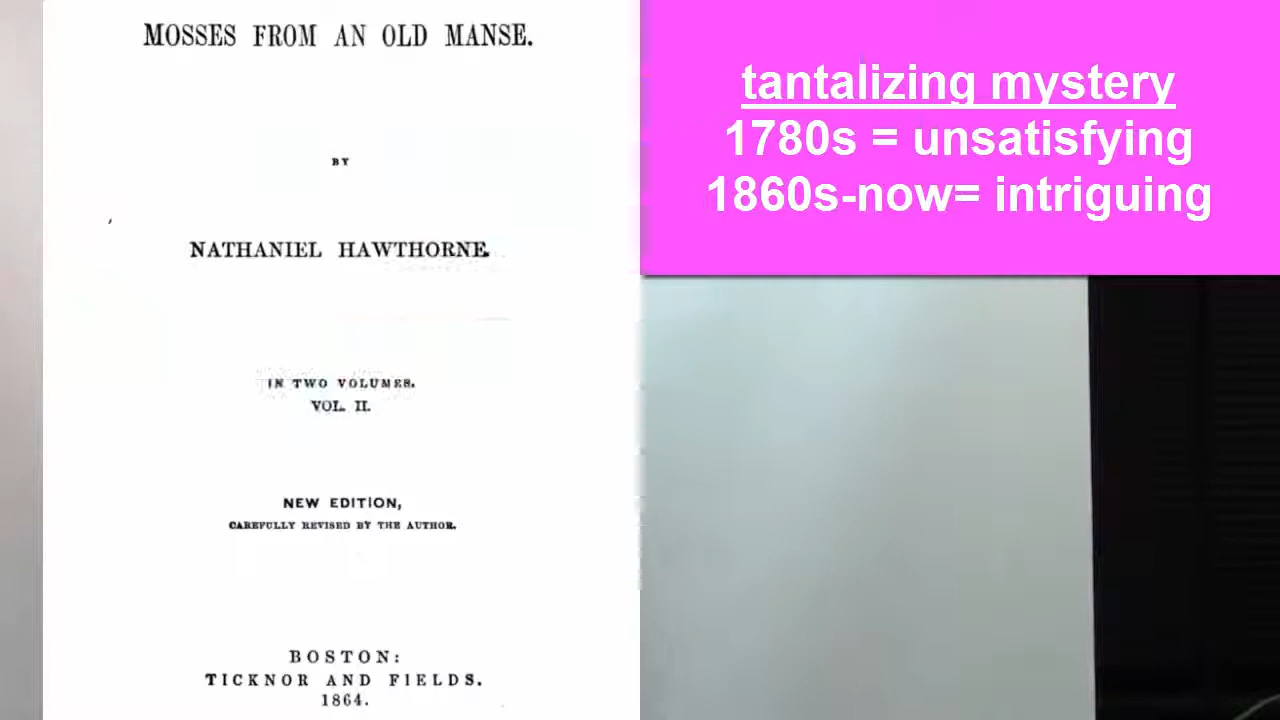 MOSSES FROM AN OLD MANSE.
BY
NATHANIEL HAWTHORNE.
IN TWO VOLUMES.
VOL. II.
NEW EDITION,
CAREFULLY REVISED BY THE AUTHOR.
BOSTON:
TICKNOR AND FIELDS.
1864.
tantalizing mystery
1780s = unsatisfying
1860s-now= intriguing